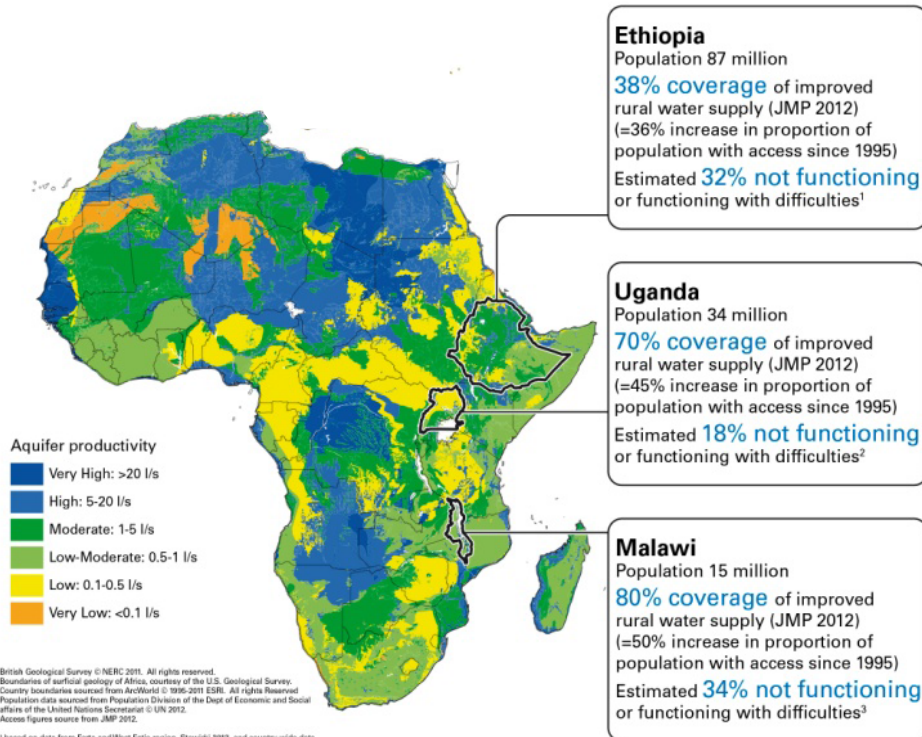 Ethiopia
Population 87 million
38% coverage of improved
rural water supply (JMP 2012)
(=36% increase in proportion of
population with access since 1995)
Estimated 32% not functioning
or functioning with difficulties¹
Uganda
Population 34 million
70% coverage of improved
rural water supply (JMP 2012)
(=45% increase in proportion of
population with access since 1995)
Estimated 18% not functioning
or functioning with difficulties²
Malawi
Population 15 million
80% coverage of improved
rural water supply (JMP 2012)
(=50% increase in proportion of
population with access since 1995)
Estimated 34% not functioning
or functioning with difficulties³
Aquifer productivity
Very High: >20 l/s
High: 5-20 l/s
Moderate: 1-5 l/s
Low-Moderate: 0.5-1 l/s
Low: 0.1-0.5 l/s
Very Low: <0.1 l/s
British Geological Survey © NERC 2011. All rights reserved.
Boundaries of surficial geology of Africa, courtesy of the U.S. Geological Survey.
Country boundaries sourced from ArcWorld © 1995-2011 ESRI. All rights Reserved
Population data sourced from Population Division of the Dept of Economic and Social
affairs of the United Nations Secretariat © UN 2012.
Access figures source from JMP 2012.